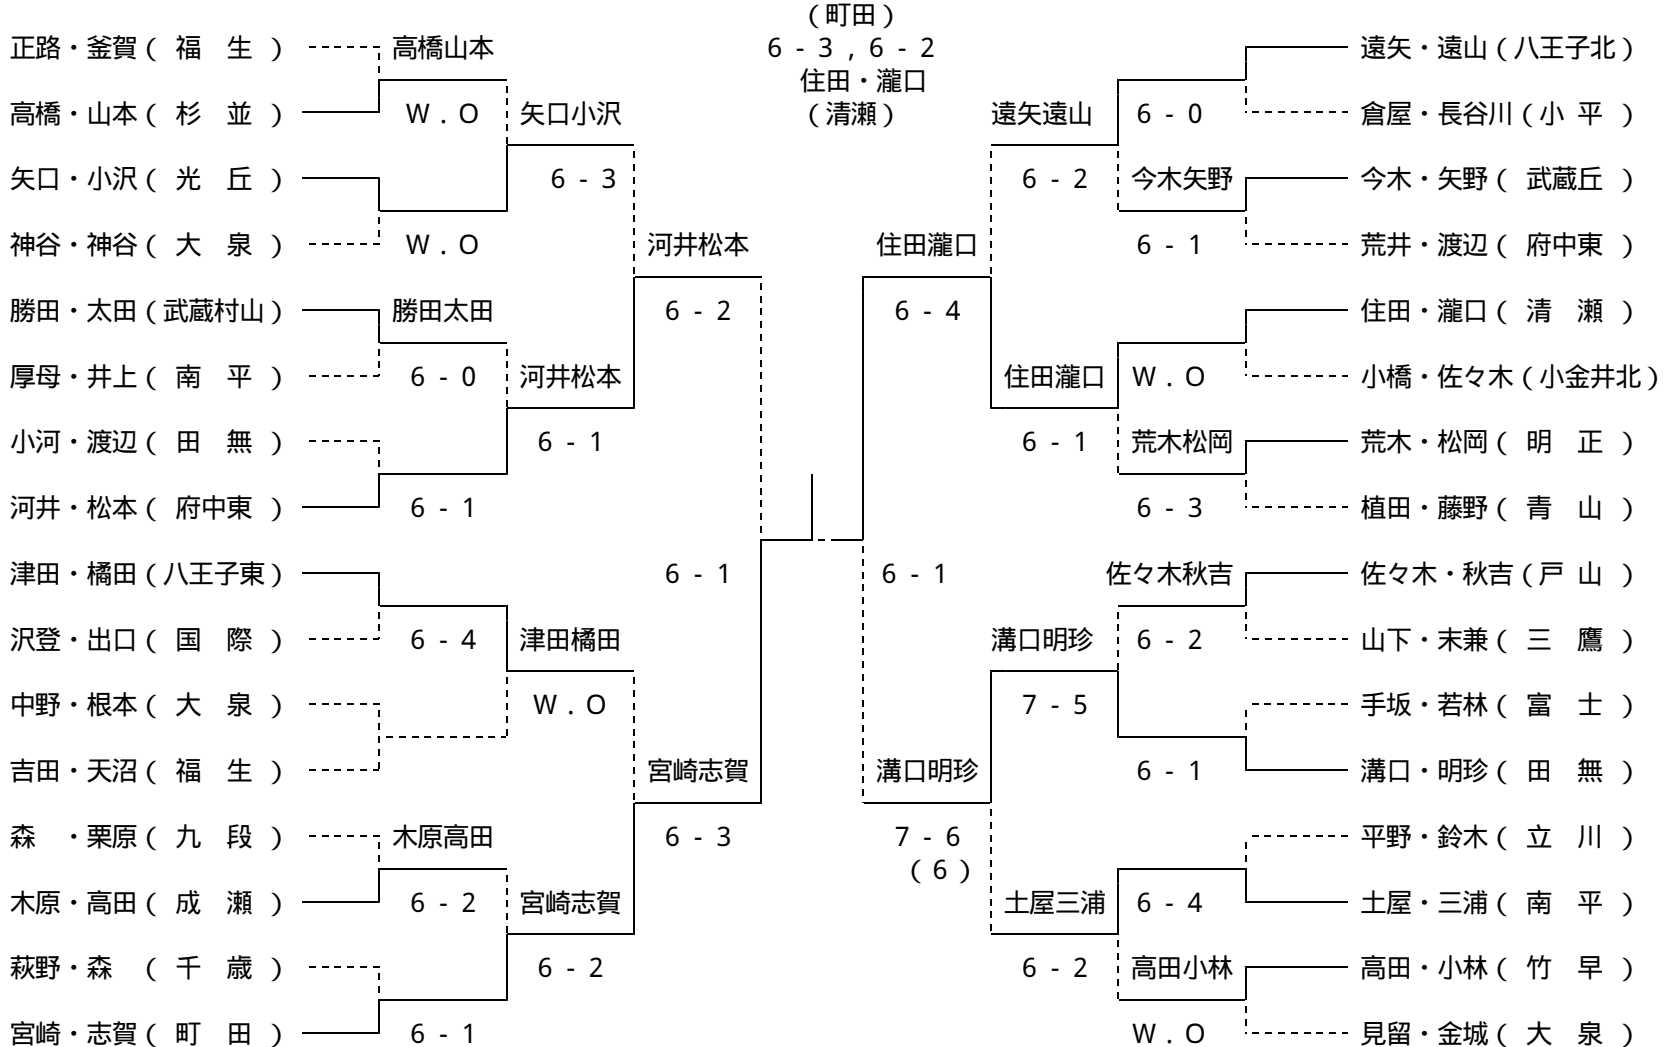 (町田)
6 - 3 , 6 - 2
住田・瀧口
(清瀬)
正路・釜賀( 福 生 )
高橋山本
高橋・山本( 杉 並 )
W . O
矢口小沢
矢口・小沢( 光 丘 )
6 - 3
神谷・神谷( 大 泉 )
W . O
河井松本
勝田・太田(武蔵村山)
勝田太田
6 - 2
厚母・井上( 南 平 )
6 - 0
河井松本
小河・渡辺( 田 無 )
6 - 1
河井・松本( 府中東 )
6 - 1
津田・橘田(八王子東)
6 - 1
沢登・出口( 国 際 )
6 - 4
津田橘田
中野・根本( 大 泉 )
W . O
吉田・天沼( 福 生 )
宮崎志賀
森 ・栗原( 九 段 )
木原高田
6 - 3
木原・高田( 成 瀬 )
6 - 2
宮崎志賀
萩野・森 ( 千 歳 )
6 - 2
宮崎・志賀( 町 田 )
6 - 1
遠矢・遠山(八王子北)
遠矢遠山
6 - 0
倉屋・長谷川(小 平 )
6 - 2
今木矢野
今木・矢野( 武蔵丘 )
住田瀧口
6 - 1
荒井・渡辺( 府中東 )
6 - 4
住田・瀧口( 清 瀬 )
住田瀧口
W . O
小橋・佐々木(小金井北)
6 - 1
荒木松岡
荒木・松岡( 明 正 )
6 - 3
植田・藤野( 青 山 )
6 - 1
佐々木秋吉
佐々木・秋吉(戸 山 )
溝口明珍
6 - 2
山下・末兼( 三 鷹 )
7 - 5
手坂・若林( 富 士 )
溝口明珍
6 - 1
溝口・明珍( 田 無 )
7 - 6
(6)
平野・鈴木( 立 川 )
土屋三浦
6 - 4
土屋・三浦( 南 平 )
6 - 2
高田小林
高田・小林( 竹 早 )
W . O
見留・金城( 大 泉 )